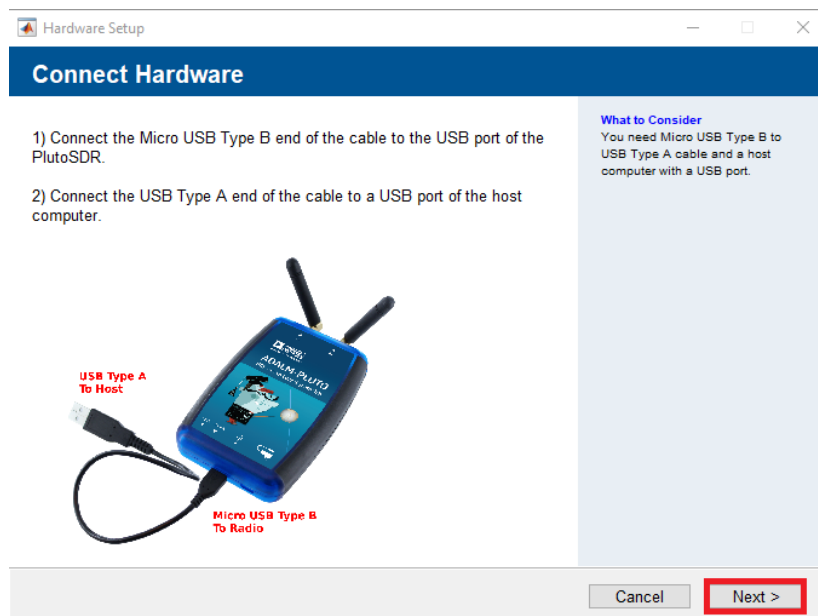 Hardware Setup
Connect Hardware
1) Connect the Micro USB Type B end of the cable to the USB port of the
PlutoSDR.
2) Connect the USB Type A end of the cable to a USB port of the host
computer.
What to Consider
You need Micro USB Type B to
USB Type A cable and a host
computer with a USB port.
ADALM-PLUTO
USB Type A
To Host
Micro USB Type B
To Radio
Cancel
Next >